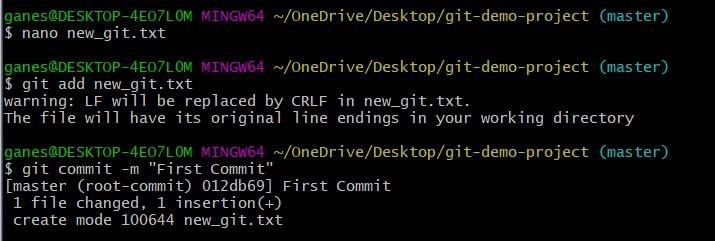 ganes@DESKTOP-4EO7L0M MINGW64 ~/OneDrive/Desktop/git-demo-project (master)
$ nano new_git.txt
ganes@DESKTOP-4EO7L0M MINGW64 ~/OneDrive/Desktop/git-demo-project (master)
$ git add new_git.txt
warning: LF will be replaced by CRLF in new_git.txt.
The file will have its original line endings in your working directory
ganes@DESKTOP-4EO7L0M MINGW64 ~/OneDrive/Desktop/git-demo-project (master)
$ git commit -m "First Commit"
[master (root-commit) 012db69] First Commit
 1 file changed, 1 insertion(+)
 create mode 100644 new_git.txt